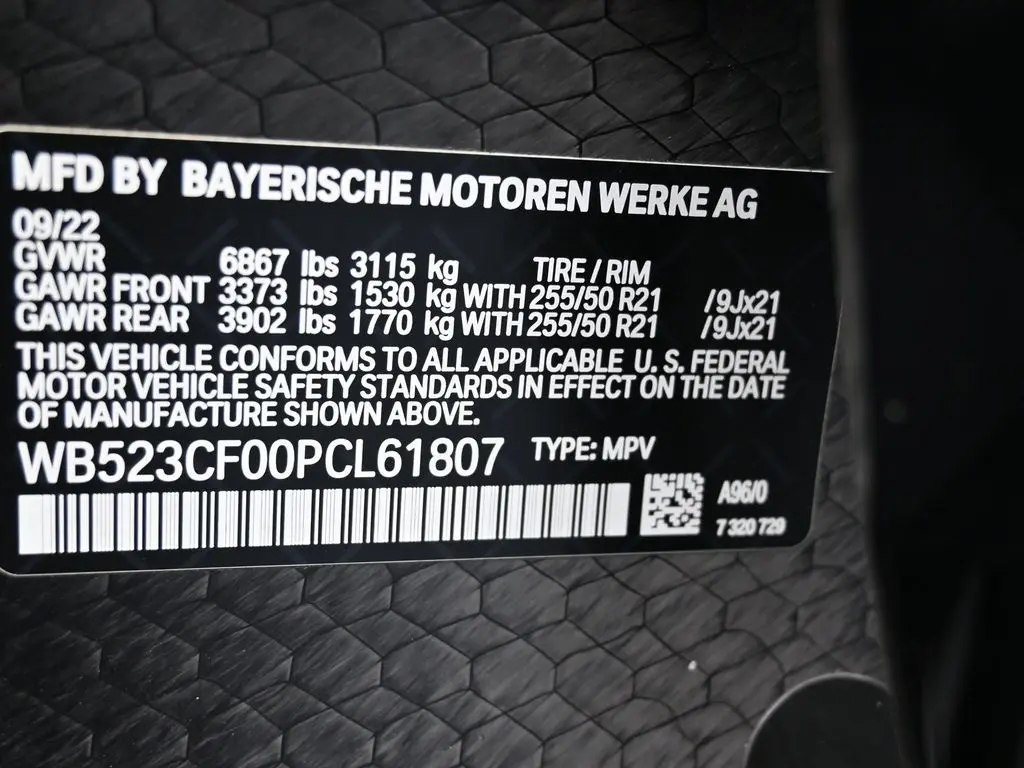 MFD BY BAYERISCHE MOTOREN WERKE AG
09/22
GVWR 6867 lbs 3115 kg TIRE / RIM
GAWR FRONT 3373 lbs 1530 kg WITH 255/50 R21 /9Jx21
GAWR REAR 3902 lbs 1770 kg WITH 255/50 R21 /9Jx21
THIS VEHICLE CONFORMS TO ALL APPLICABLE U. S. FEDERAL
MOTOR VEHICLE SAFETY STANDARDS IN EFFECT ON THE DATE
OF MANUFACTURE SHOWN ABOVE.
WB523CF00PCL61807 TYPE: MPV
A96/0
7 320 729